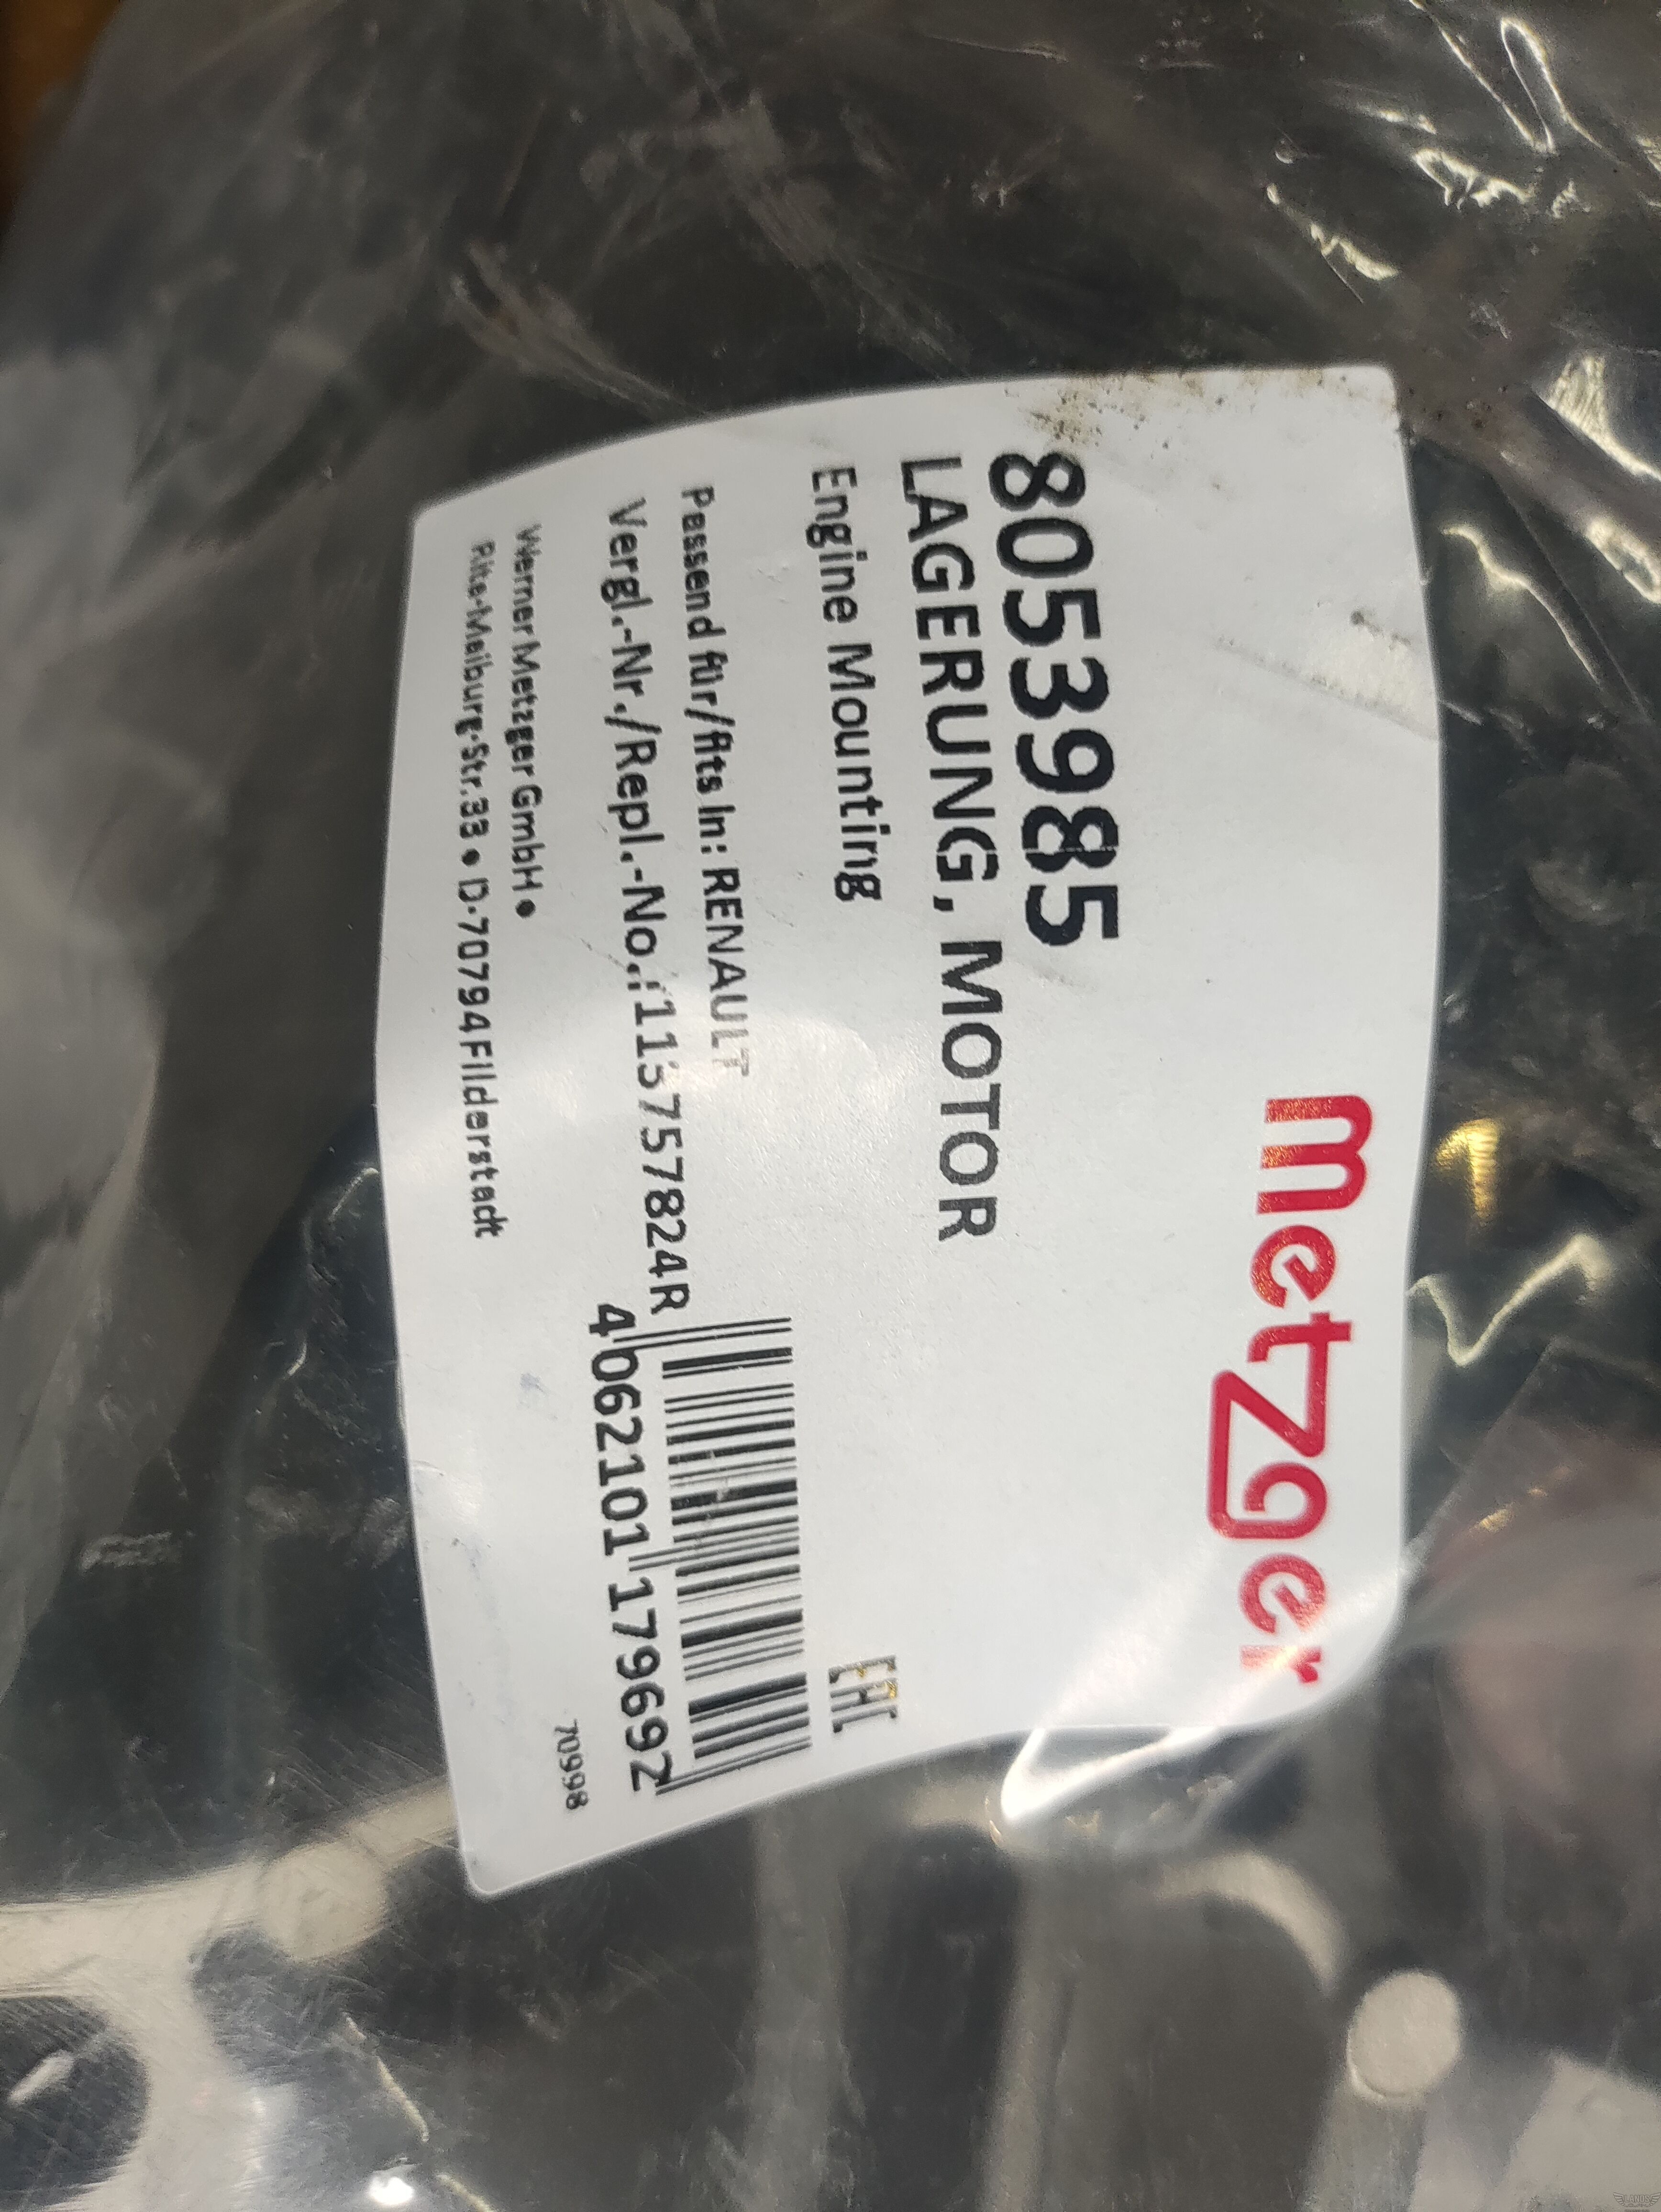 metzger
8053985
LAGERUNG, MOTOR
Engine Mounting
EAC
Passend für/fits in: RENAULT
Vergl.-Nr./Repl.-No.:113757824R
4 062101 179692
Werner Metzger GmbH •
Rita-Maiburg-Str.33 • D-70794 Filderstadt
70998